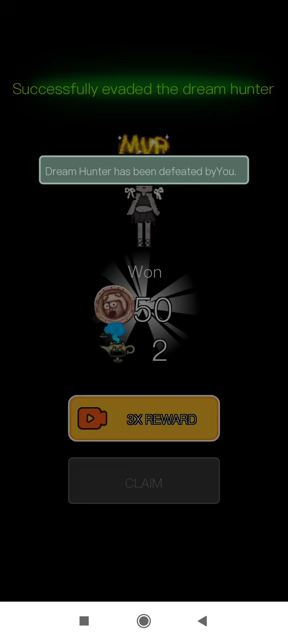 Successfully evaded the dream hunter
MVP
Dream Hunter has been defeated byYou.
Won
50
2
3X REWARD
CLAIM